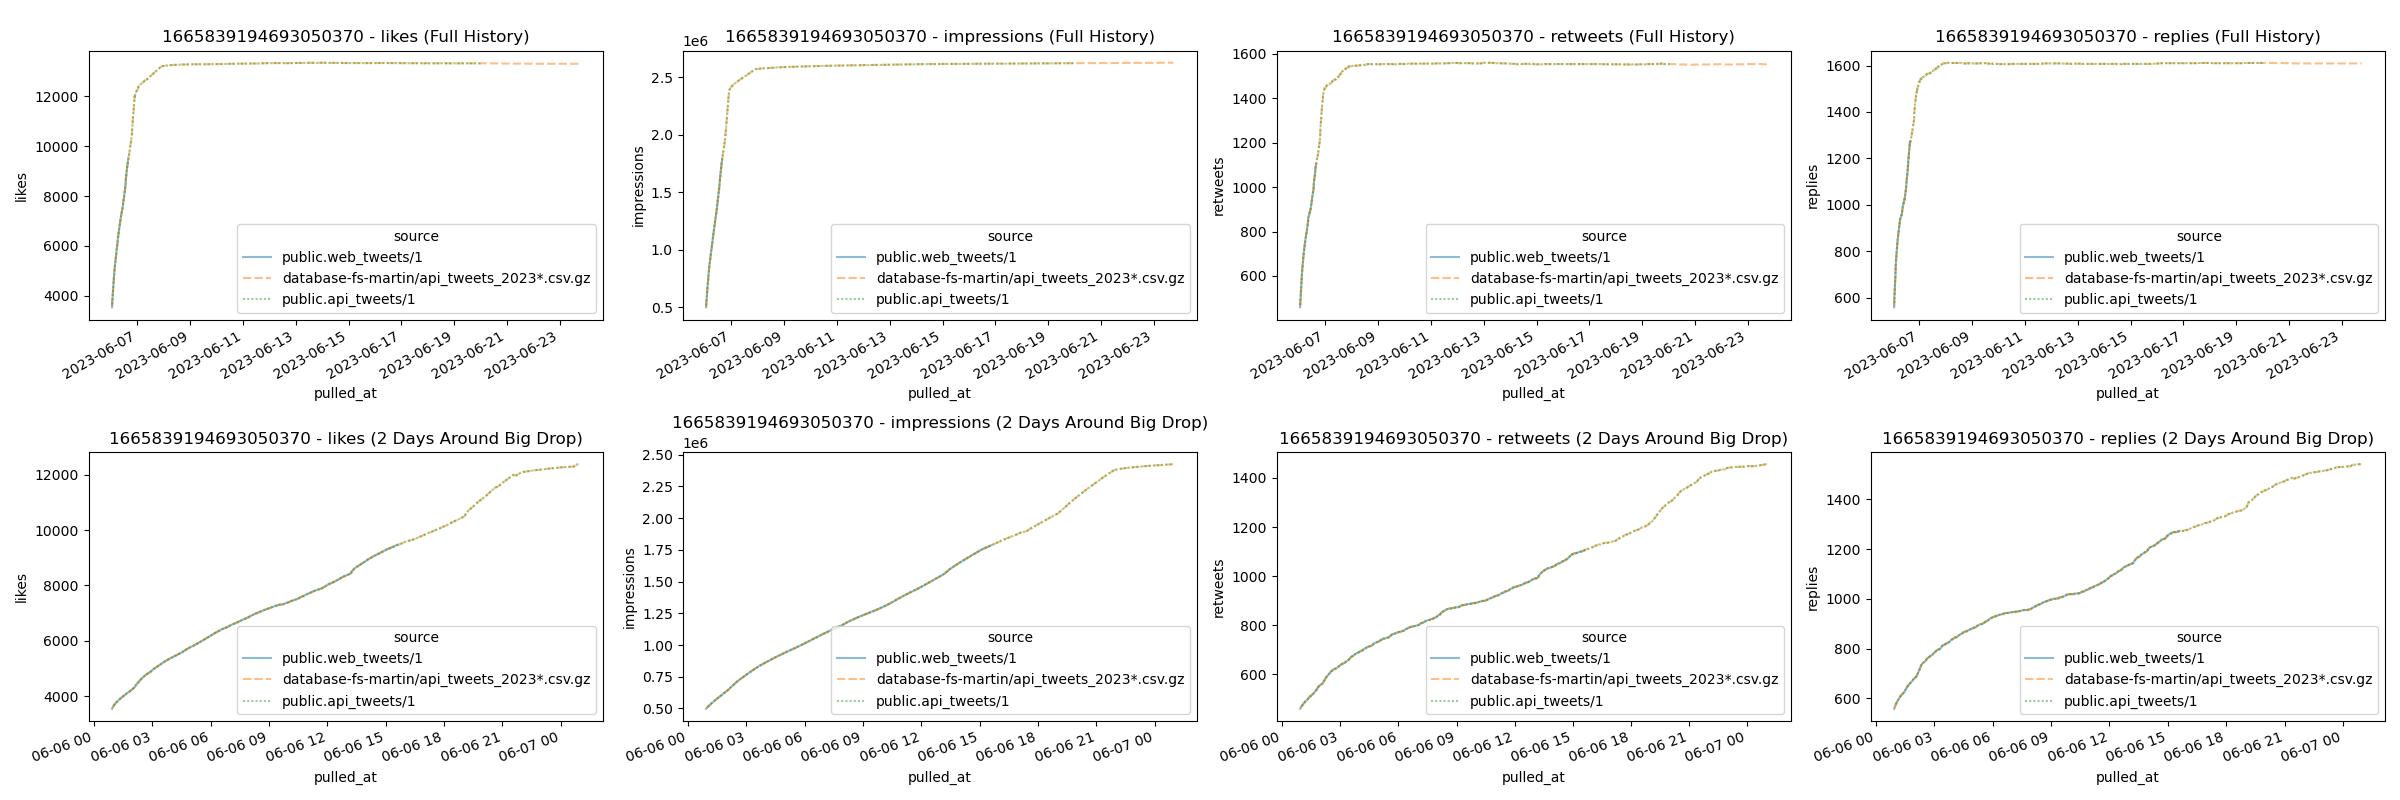 1665839194693050370 - likes (Full History)
likes
12000
10000
8000
6000
4000
source
public.web_tweets/1
database-fs-martin/api_tweets_2023*.csv.gz
public.api_tweets/1
2023-06-07
2023-06-09
2023-06-11
2023-06-13
2023-06-15
2023-06-17
2023-06-19
2023-06-21
2023-06-23
pulled_at
1665839194693050370 - impressions (Full History)
1e6
impressions
2.5
2.0
1.5
1.0
0.5
source
public.web_tweets/1
database-fs-martin/api_tweets_2023*.csv.gz
public.api_tweets/1
2023-06-07
2023-06-09
2023-06-11
2023-06-13
2023-06-15
2023-06-17
2023-06-19
2023-06-21
2023-06-23
pulled_at
1665839194693050370 - retweets (Full History)
retweets
1600
1400
1200
1000
800
600
source
public.web_tweets/1
database-fs-martin/api_tweets_2023*.csv.gz
public.api_tweets/1
2023-06-07
2023-06-09
2023-06-11
2023-06-13
2023-06-15
2023-06-17
2023-06-19
2023-06-21
2023-06-23
pulled_at
1665839194693050370 - replies (Full History)
replies
1600
1400
1200
1000
800
600
source
public.web_tweets/1
database-fs-martin/api_tweets_2023*.csv.gz
public.api_tweets/1
2023-06-07
2023-06-09
2023-06-11
2023-06-13
2023-06-15
2023-06-17
2023-06-19
2023-06-21
2023-06-23
pulled_at
1665839194693050370 - likes (2 Days Around Big Drop)
likes
12000
10000
8000
6000
4000
source
public.web_tweets/1
database-fs-martin/api_tweets_2023*.csv.gz
public.api_tweets/1
06-06 00
06-06 03
06-06 06
06-06 09
06-06 12
06-06 15
06-06 18
06-06 21
06-07 00
pulled_at
1665839194693050370 - impressions (2 Days Around Big Drop)
1e6
impressions
2.50
2.25
2.00
1.75
1.50
1.25
1.00
0.75
0.50
source
public.web_tweets/1
database-fs-martin/api_tweets_2023*.csv.gz
public.api_tweets/1
06-06 00
06-06 03
06-06 06
06-06 09
06-06 12
06-06 15
06-06 18
06-06 21
06-07 00
pulled_at
1665839194693050370 - retweets (2 Days Around Big Drop)
retweets
1400
1200
1000
800
600
source
public.web_tweets/1
database-fs-martin/api_tweets_2023*.csv.gz
public.api_tweets/1
06-06 00
06-06 03
06-06 06
06-06 09
06-06 12
06-06 15
06-06 18
06-06 21
06-07 00
pulled_at
1665839194693050370 - replies (2 Days Around Big Drop)
replies
1400
1200
1000
800
600
source
public.web_tweets/1
database-fs-martin/api_tweets_2023*.csv.gz
public.api_tweets/1
06-06 00
06-06 03
06-06 06
06-06 09
06-06 12
06-06 15
06-06 18
06-06 21
06-07 00
pulled_at